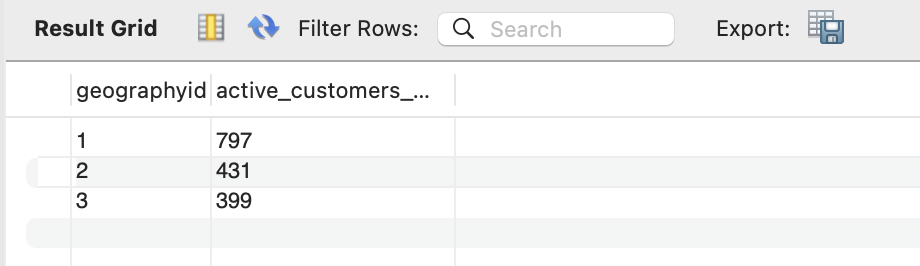 Result Grid Filter Rows: Search Export:
geographyid active_customers_...
1 797
2 431
3 399